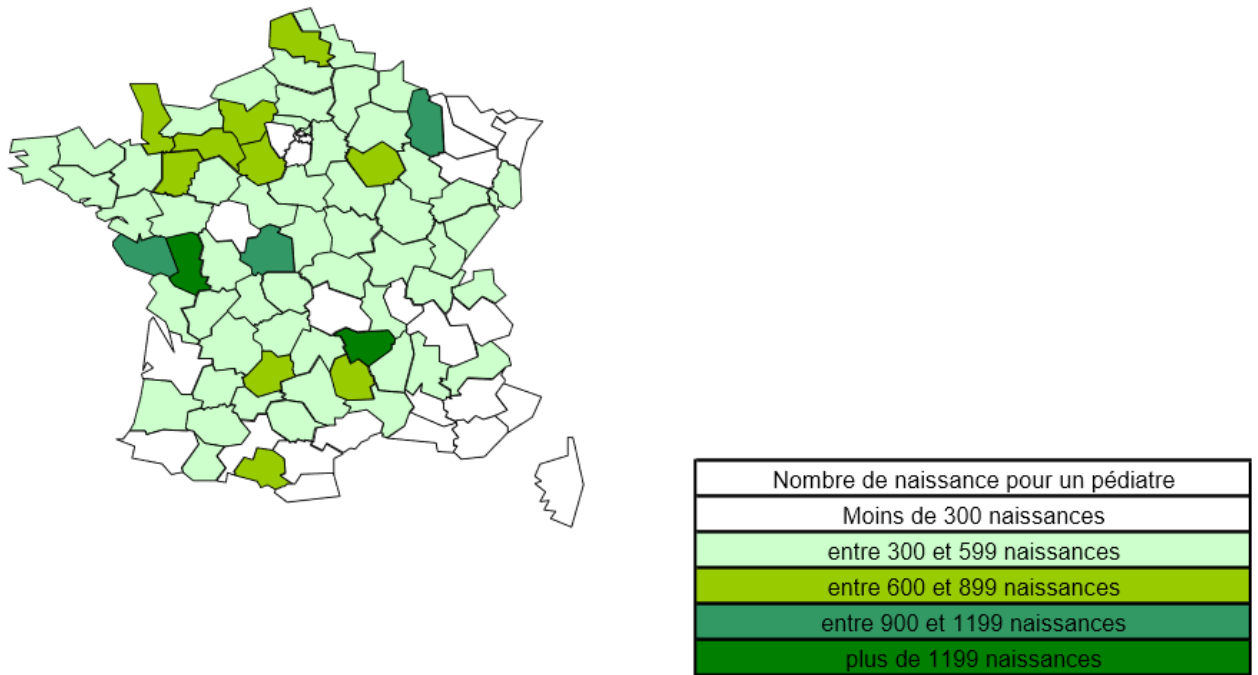 Nombre de naissance pour un pédiatre
Moins de 300 naissances
entre 300 et 599 naissances
entre 600 et 899 naissances
entre 900 et 1199 naissances
plus de 1199 naissances